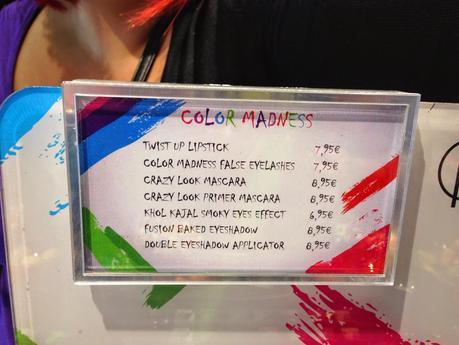 COLOR MADNESS
TWIST UP LIPSTICK 7,95€
COLOR MADNESS FALSE EYELASHES 7,95€
CRAZY LOOK MASCARA 8,95€
CRAZY LOOK PRIMER MASCARA 8,95€
KHOL KAJAL SMOKY EYES EFFECT 6,95€
FUSION BAKED EYESHADOW 8,95€
DOUBLE EYESHADOW APPLICATOR 8,95€